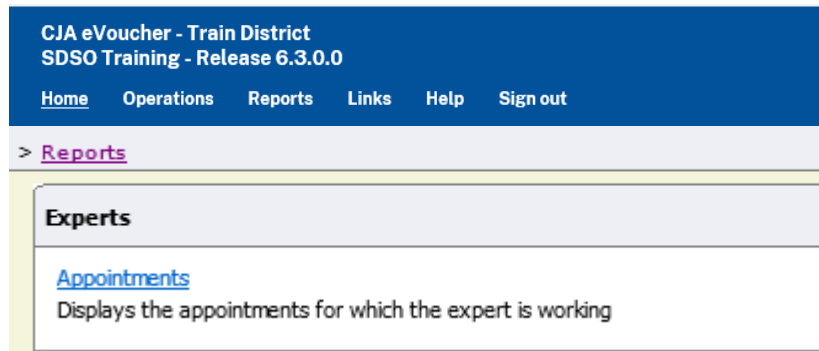 CJA eVoucher - Train District
SDSO Training - Release 6.3.0.0
Home Operations Reports Links Help Sign out
> Reports
Experts
Appointments
Displays the appointments for which the expert is working